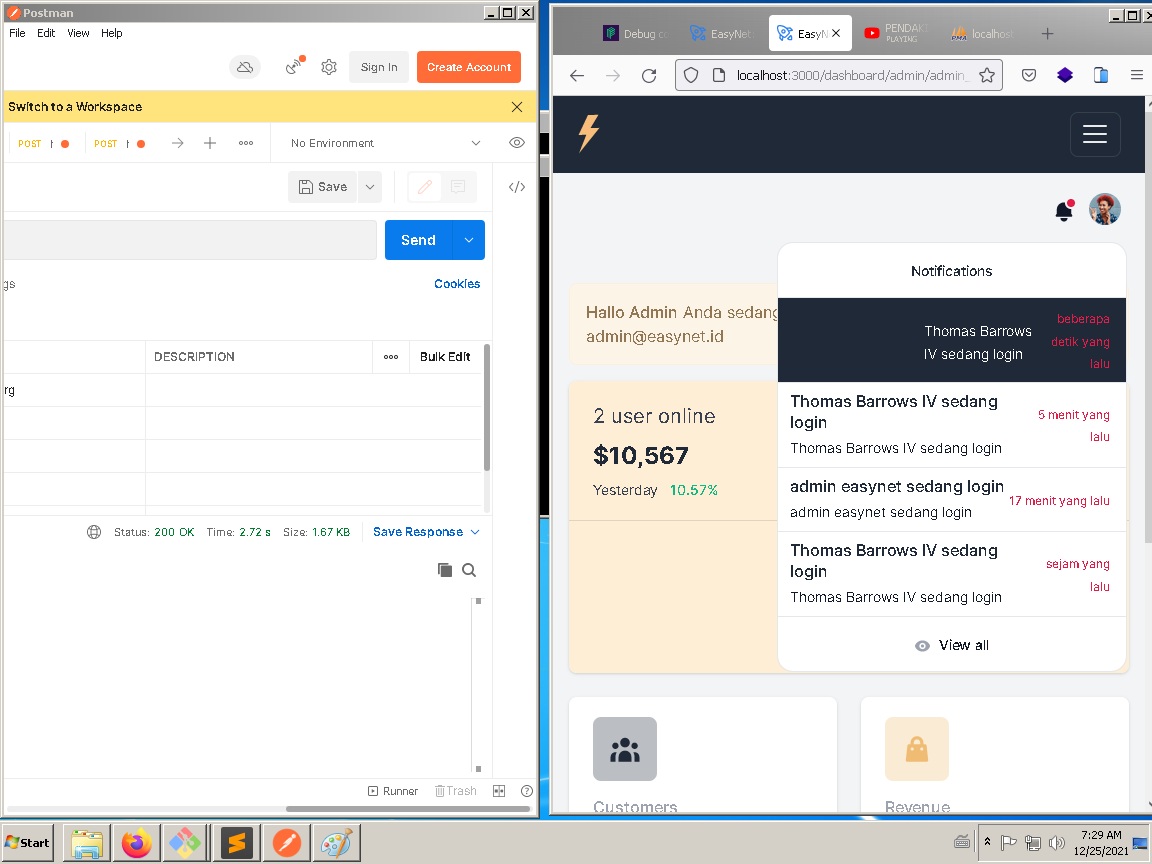 Postman
File Edit View Help
Sign In
Create Account
Switch to a Workspace
POST
POST
No Environment
Save
Send
gs
Cookies
DESCRIPTION
Bulk Edit
rg
Status: 200 OK Time: 2.72 s Size: 1.67 KB Save Response
Runner Trash
Debug co
EasyNet
EasyN
PENDAK
PLAYING
PMA
localhost
localhost:3000/dashboard/admin/admin_
Notifications
Hallo Admin Anda sedang
admin@easynet.id
2 user online
$10,567
Yesterday 10.57%
Thomas Barrows
IV sedang login
beberapa
detik yang
lalu
Thomas Barrows IV sedang
login
Thomas Barrows IV sedang login
5 menit yang
lalu
admin easynet sedang login
admin easynet sedang login
17 menit yang lalu
Thomas Barrows IV sedang
login
Thomas Barrows IV sedang login
sejam yang
lalu
View all
Customers
Revenue
Start
7:29 AM
12/25/2021